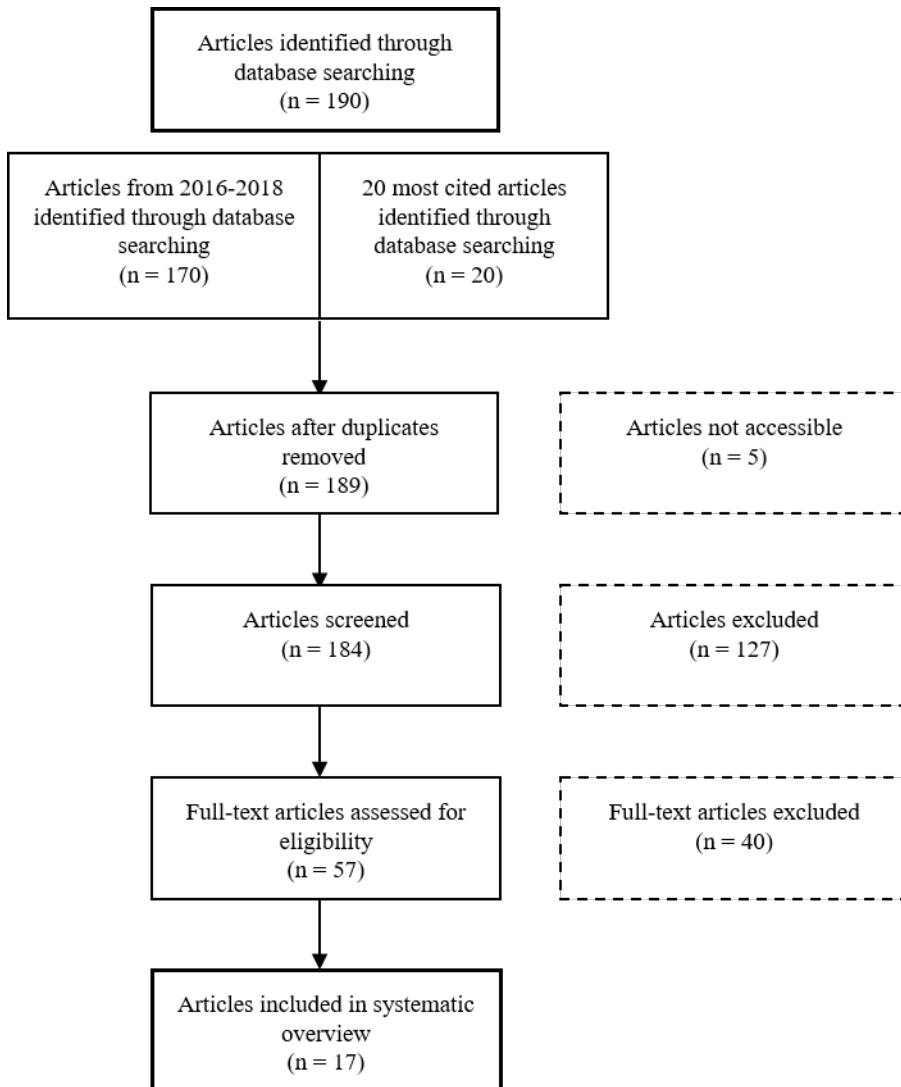 Articles identified through
database searching
(n = 190)
Articles from 2016-2018
identified through database
searching
(n = 170)
20 most cited articles
identified through
database searching
(n = 20)
Articles after duplicates
removed
(n = 189)
Articles not accessible
(n = 5)
Articles screened
(n = 184)
Articles excluded
(n = 127)
Full-text articles assessed for
eligibility
(n = 57)
Full-text articles excluded
(n = 40)
Articles included in systematic
overview
(n = 17)